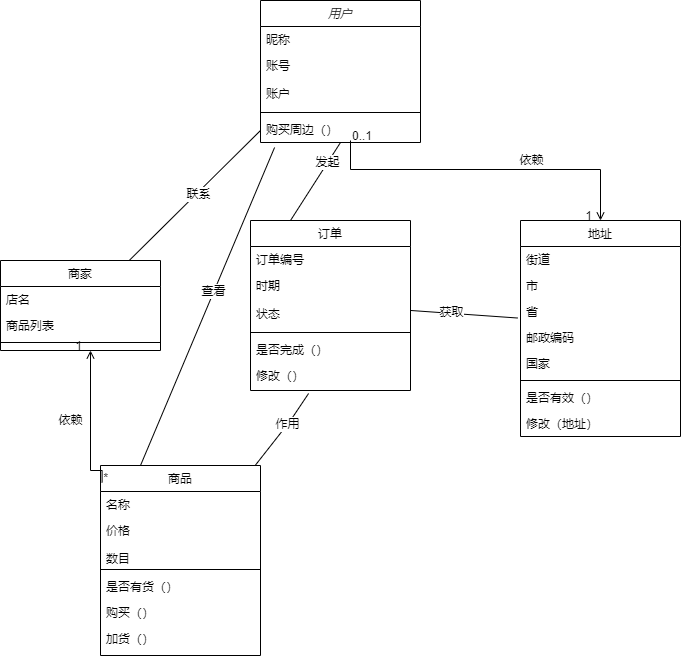 用户
昵称
账号
账户
购买周边（）
0..1
发起
依赖
联系
1
订单
订单编号
时期
状态
是否完成（）
修改（）
地址
街道
市
省
邮政编码
国家
是否有效（）
修改（地址）
商家
店名
商品列表
1
查看
获取
依赖
作用
*
商品
名称
价格
数目
是否有货（）
购买（）
加货（）